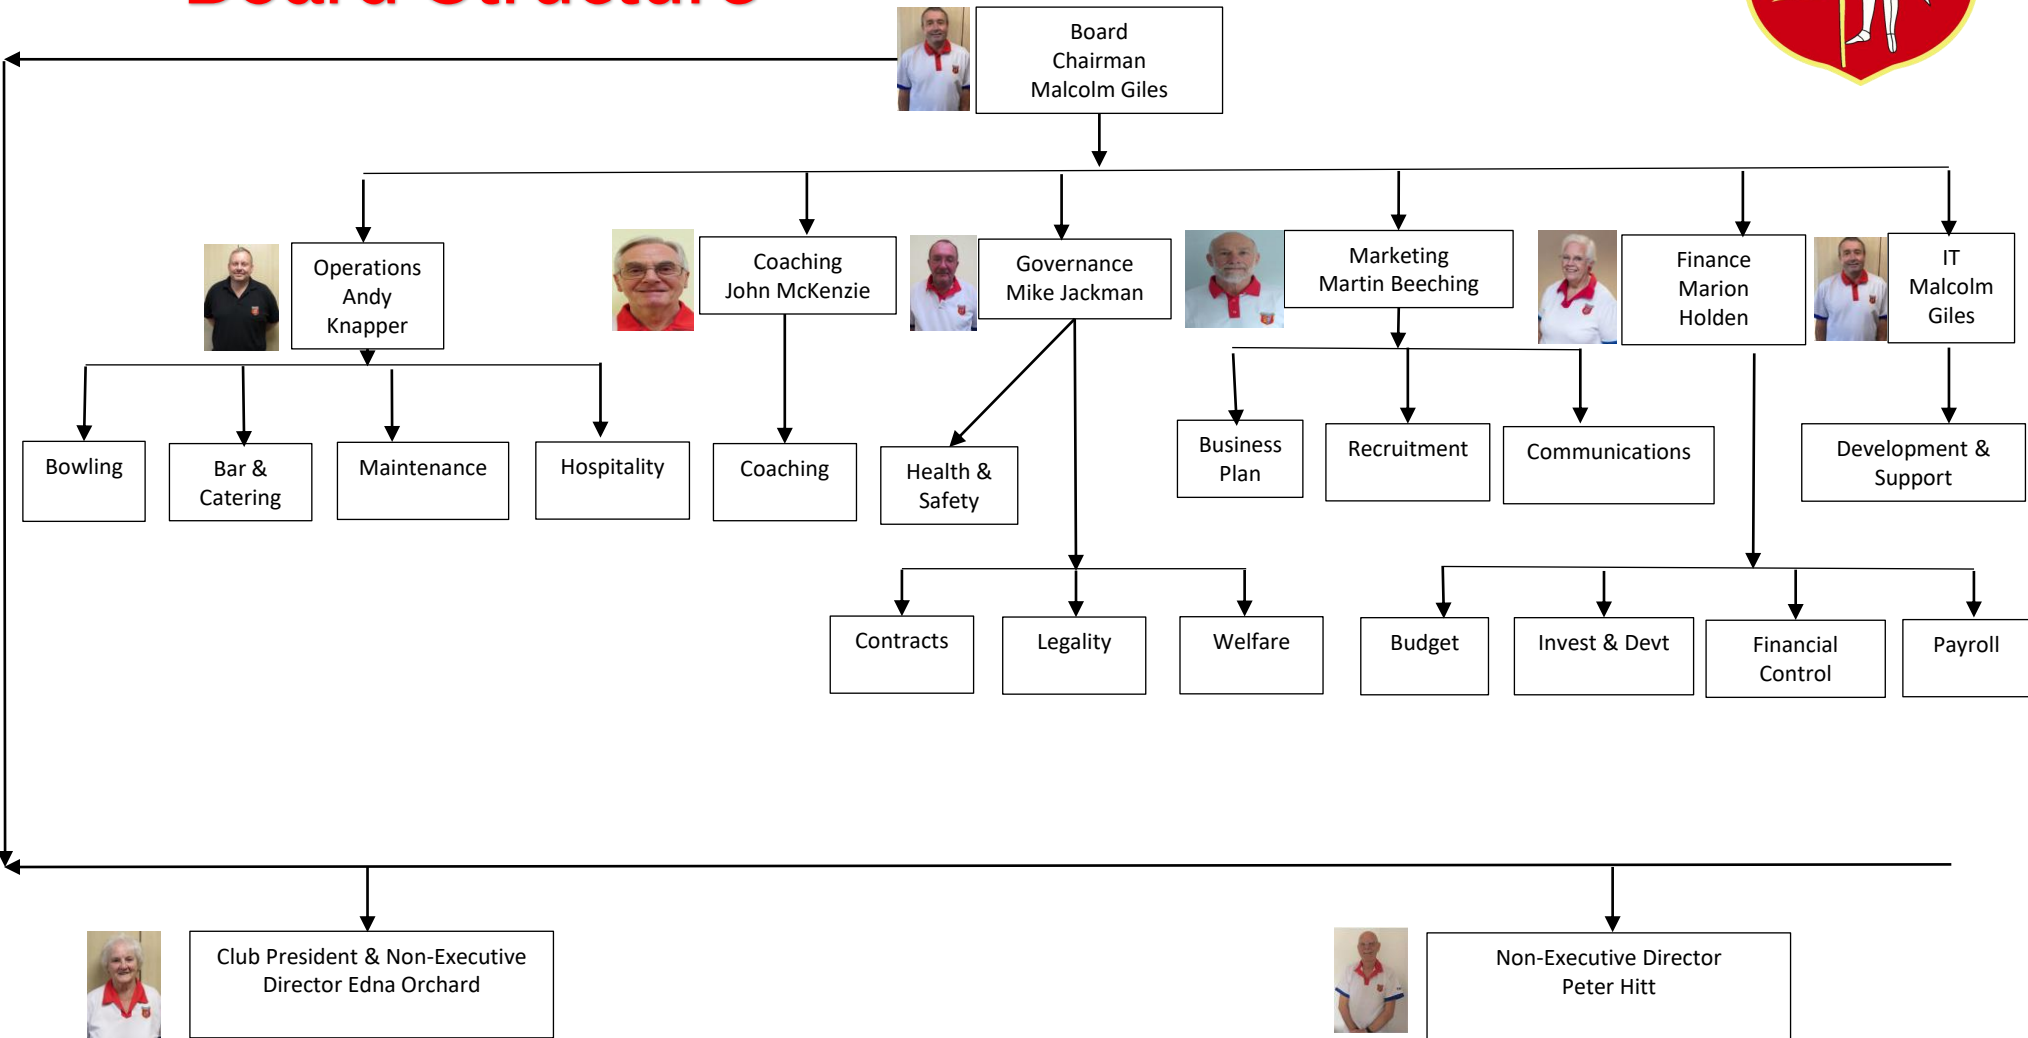 Board Structure
Board
Chairman
Malcolm Giles
Operations
Andy
Knapper
Coaching
John McKenzie
Governance
Mike Jackman
Marketing
Martin Beeching
Finance
Marion
Holden
IT
Malcolm
Giles
Bowling
Bar &
Catering
Maintenance
Hospitality
Coaching
Health &
Safety
Business
Plan
Recruitment
Communications
Development &
Support
Contracts
Legality
Welfare
Budget
Invest & Devt
Financial
Control
Payroll
Club President & Non-Executive
Director Edna Orchard
Non-Executive Director
Peter Hitt